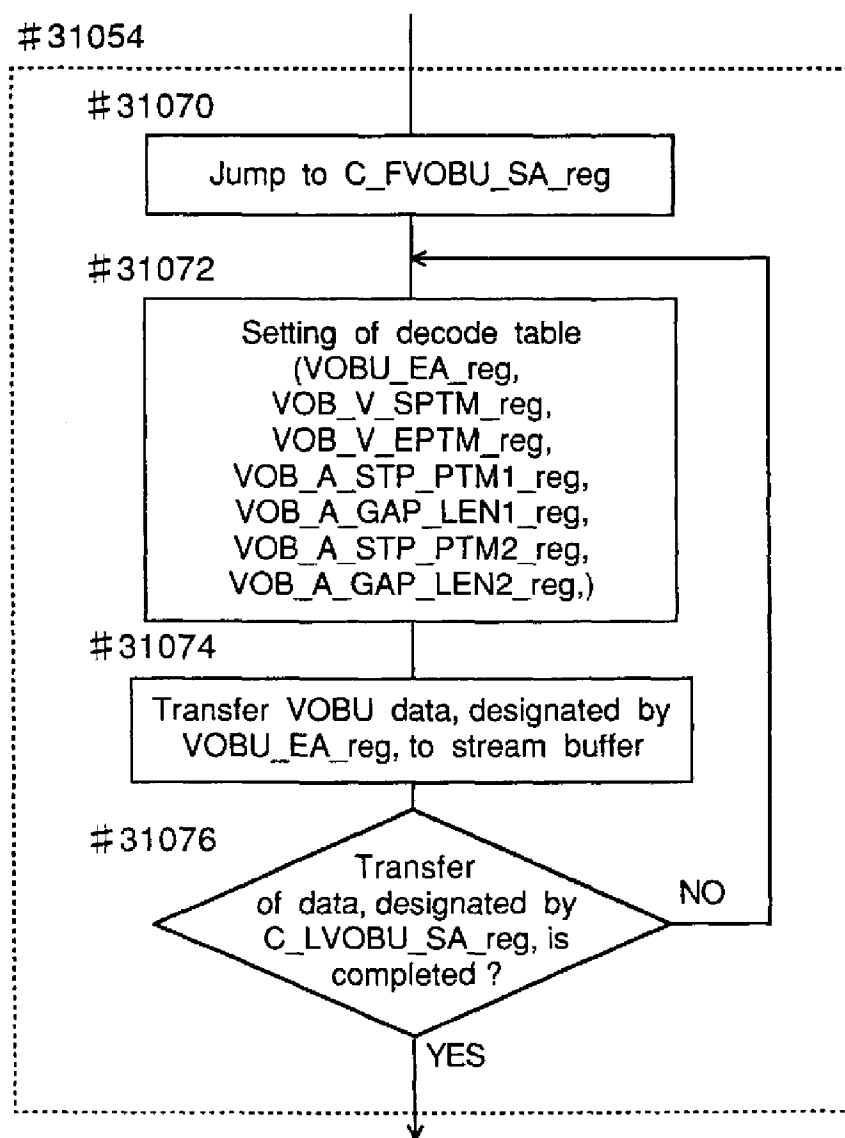 #31054
#31070
Jump to C_FVOBU_SA_reg
#31072
Setting of decode table
(VOBU_EA_reg,
VOB_V_SPTM_reg,
VOB_V_EPTM_reg,
VOB_A_STP_PTM1_reg,
VOB_A_GAP_LEN1_reg,
VOB_A_STP_PTM2_reg,
VOB_A_GAP_LEN2_reg,)
#31074
Transfer VOBU data, designated by
VOBU_EA_reg, to stream buffer
#31076
Transfer
of data, designated by
C_LVOBU_SA_reg, is
completed ?
NO
YES